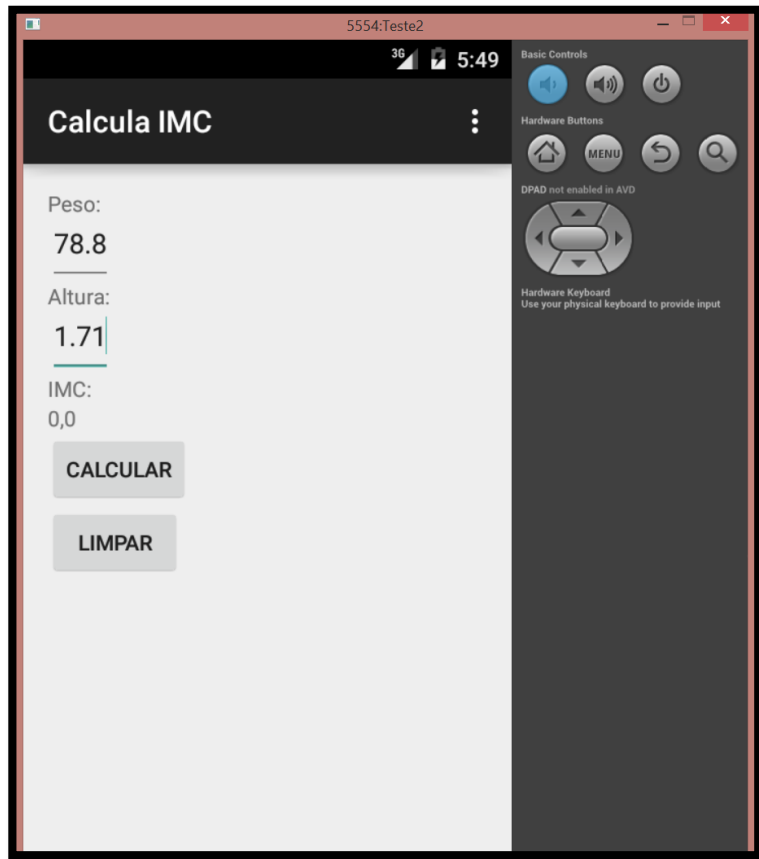 5554:Teste2
3G 5:49
Calcula IMC
Peso:
78.8
Altura:
1.71
IMC:
0,0
CALCULAR
LIMPAR
Basic Controls
Hardware Buttons
MENU
DPAD not enabled in AVD
Hardware Keyboard
Use your physical keyboard to provide input